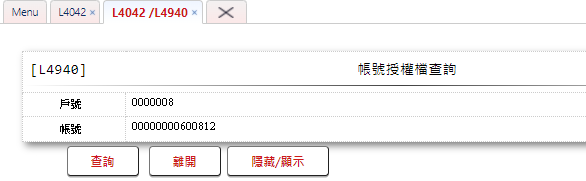 Menu L4042 × L4042 /L4940 ×
[L4940] 帳號授權檔查詢
戶號 0000008
帳號 00000000600812
查詢 離開 隱藏/顯示